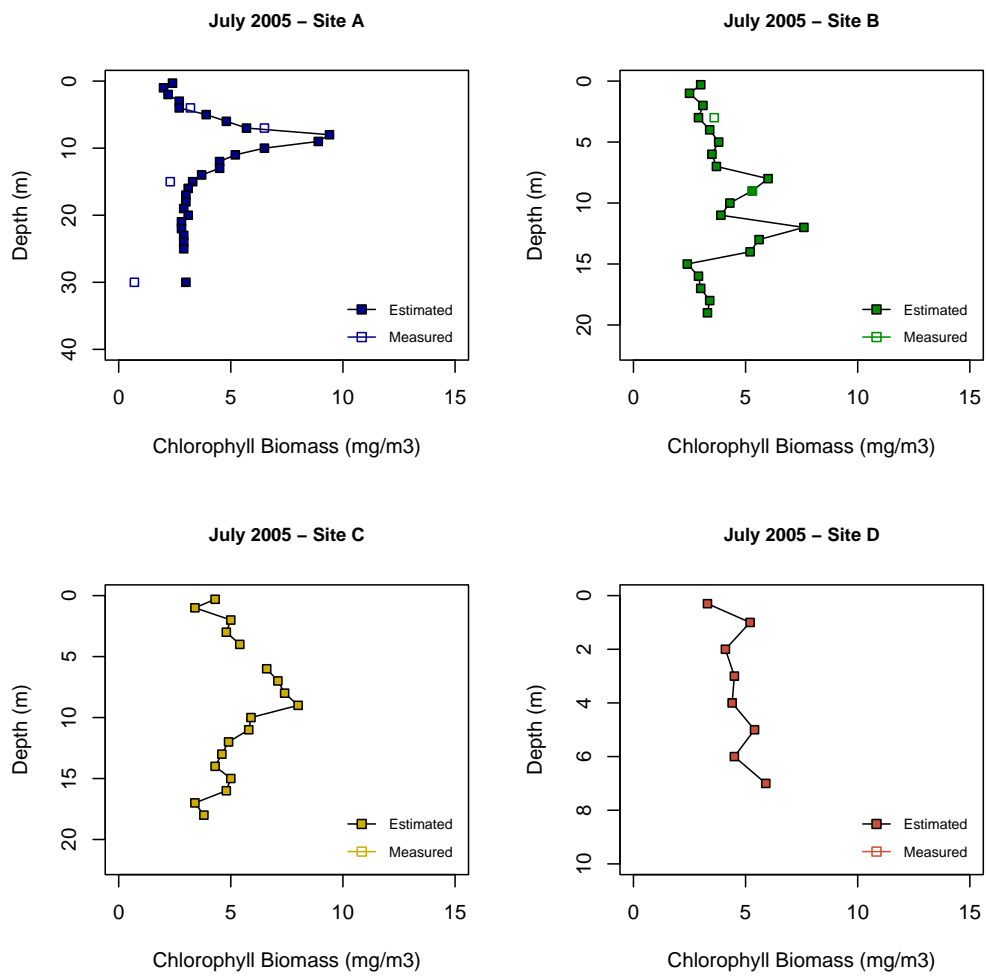 July 2005 – Site A
0
10
20
30
40
Depth (m)
Estimated
Measured
0 5 10 15
Chlorophyll Biomass (mg/m3)
July 2005 – Site B
0
5
10
15
20
Depth (m)
Estimated
Measured
0 5 10 15
Chlorophyll Biomass (mg/m3)
July 2005 – Site C
0
5
10
15
20
Depth (m)
Estimated
Measured
0 5 10 15
Chlorophyll Biomass (mg/m3)
July 2005 – Site D
0
2
4
6
8
10
Depth (m)
Estimated
Measured
0 5 10 15
Chlorophyll Biomass (mg/m3)